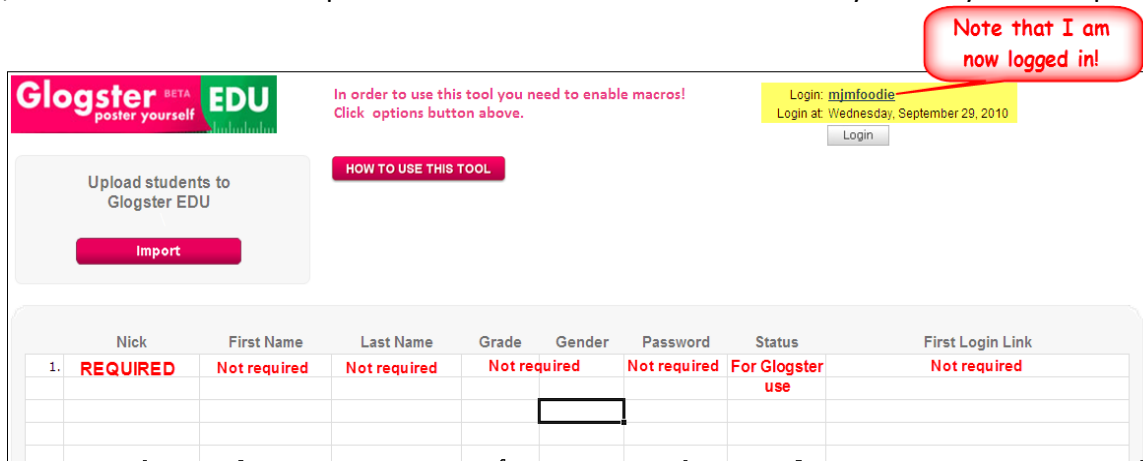 Note that I am
now logged in!
Glogster BETA EDU
poster yourself
In order to use this tool you need to enable macros!
Click options button above.
Login: mjmfoodie
Login at: Wednesday, September 29, 2010
Login
HOW TO USE THIS TOOL
Upload students to
Glogster EDU
Import
Nick First Name Last Name Grade Gender Password Status First Login Link
1. REQUIRED Not required Not required Not required Not required For Glogster Not required
use